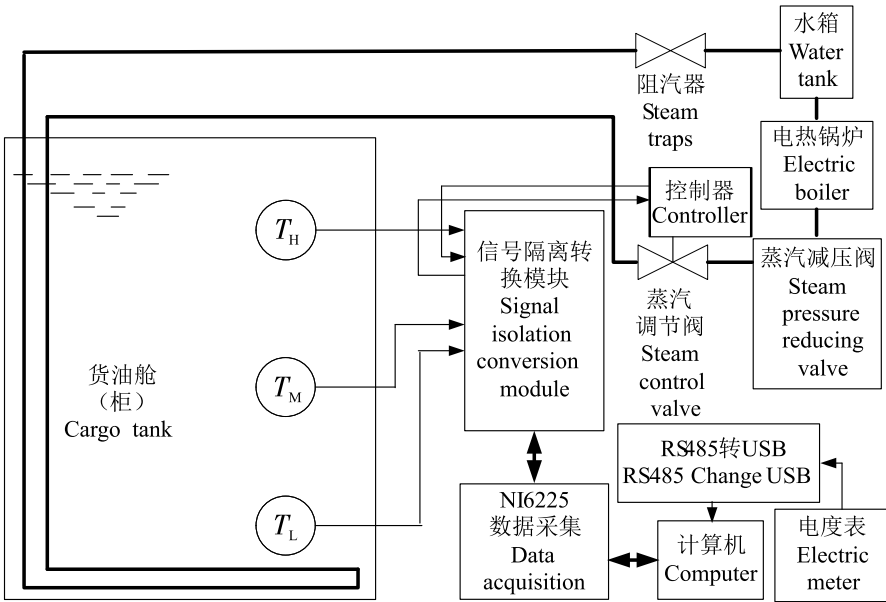 水箱
Water
tank
阻汽器
Steam
traps
电热锅炉
Electric
boiler
控制器
Controller
T_H
信号隔离转
换模块
Signal
isolation
conversion
module
蒸汽
调节阀
Steam
control
valve
蒸汽减压阀
Steam
pressure
reducing
valve
货油舱
（柜）
Cargo tank
T_M
T_L
RS485转USB
RS485 Change USB
NI6225
数据采集
Data
acquisition
计算机
Computer
电度表
Electric
meter